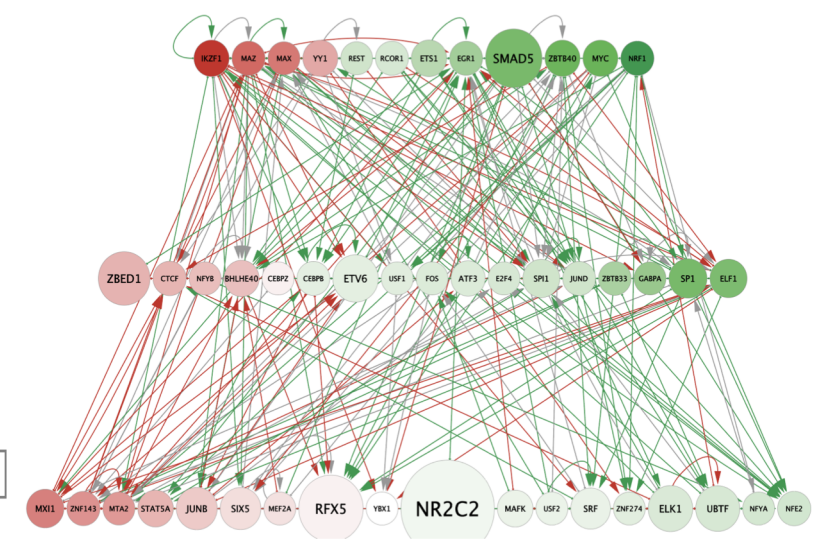 IKZF1 MAZ MAX YY1 REST RCOR1 ETS1 EGR1 SMAD5 ZBTB40 MYC NRF1
ZBED1 CTCF NFYB BHLHE40 CEBPZ CEBPB ETV6 USF1 FOS ATF3 E2F4 SPI1 JUND ZBTB33 GABPA SP1 ELF1
MXI1 ZNF143 MTA2 STAT5A JUNB SIX5 MEF2A RFX5 YBX1 NR2C2 MAFK USF2 SRF ZNF274 ELK1 UBTF NFYA NFE2